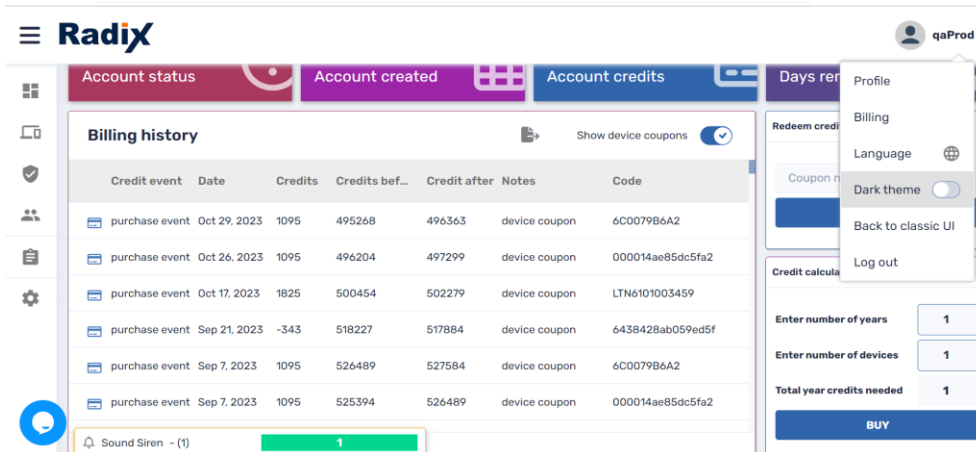 Radix
qaProd
Account status
Account created
Account credits
Days rer
Profile
Billing
Language
Dark theme
Back to classic UI
Log out
Billing history
Show device coupons
Credit event Date Credits Credits bef... Credit after Notes Code
purchase event Oct 29, 2023 1095 495268 496363 device coupon 6C0079B6A2
purchase event Oct 26, 2023 1095 496204 497299 device coupon 000014ae85dc5fa2
purchase event Oct 17, 2023 1825 500454 502279 device coupon LTN6101003459
purchase event Sep 21, 2023 -343 518227 517884 device coupon 6438428ab059ed5f
purchase event Sep 7, 2023 1095 526489 527584 device coupon 6C0079B6A2
purchase event Sep 7, 2023 1095 525394 526489 device coupon 000014ae85dc5fa2
Sound Siren - (1) 1
Redeem credi
Coupon n
Credit calcula
Enter number of years 1
Enter number of devices 1
Total year credits needed 1
BUY